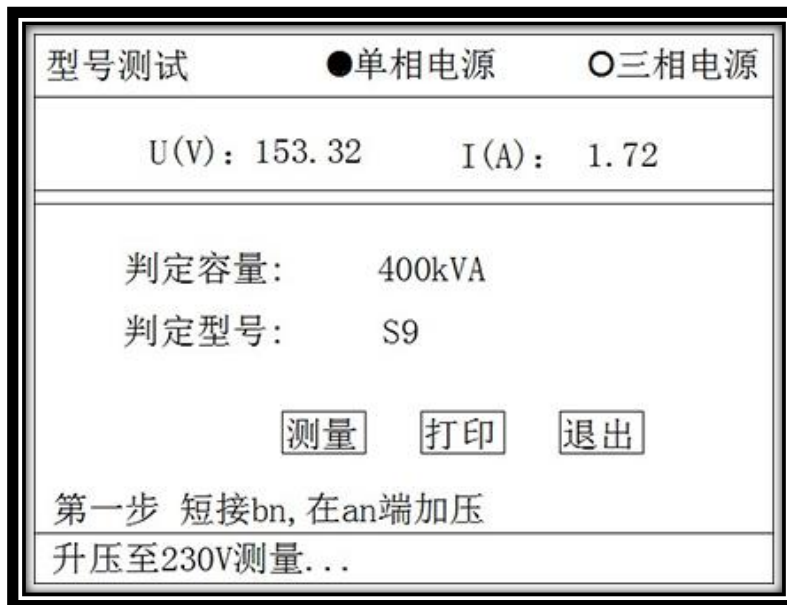 型号测试 ●单相电源 O三相电源
U(V): 153.32 I(A): 1.72
判定容量: 400kVA
判定型号: S9
测量 打印 退出
第一步 短接bn,在an端加压
升压至230V测量...